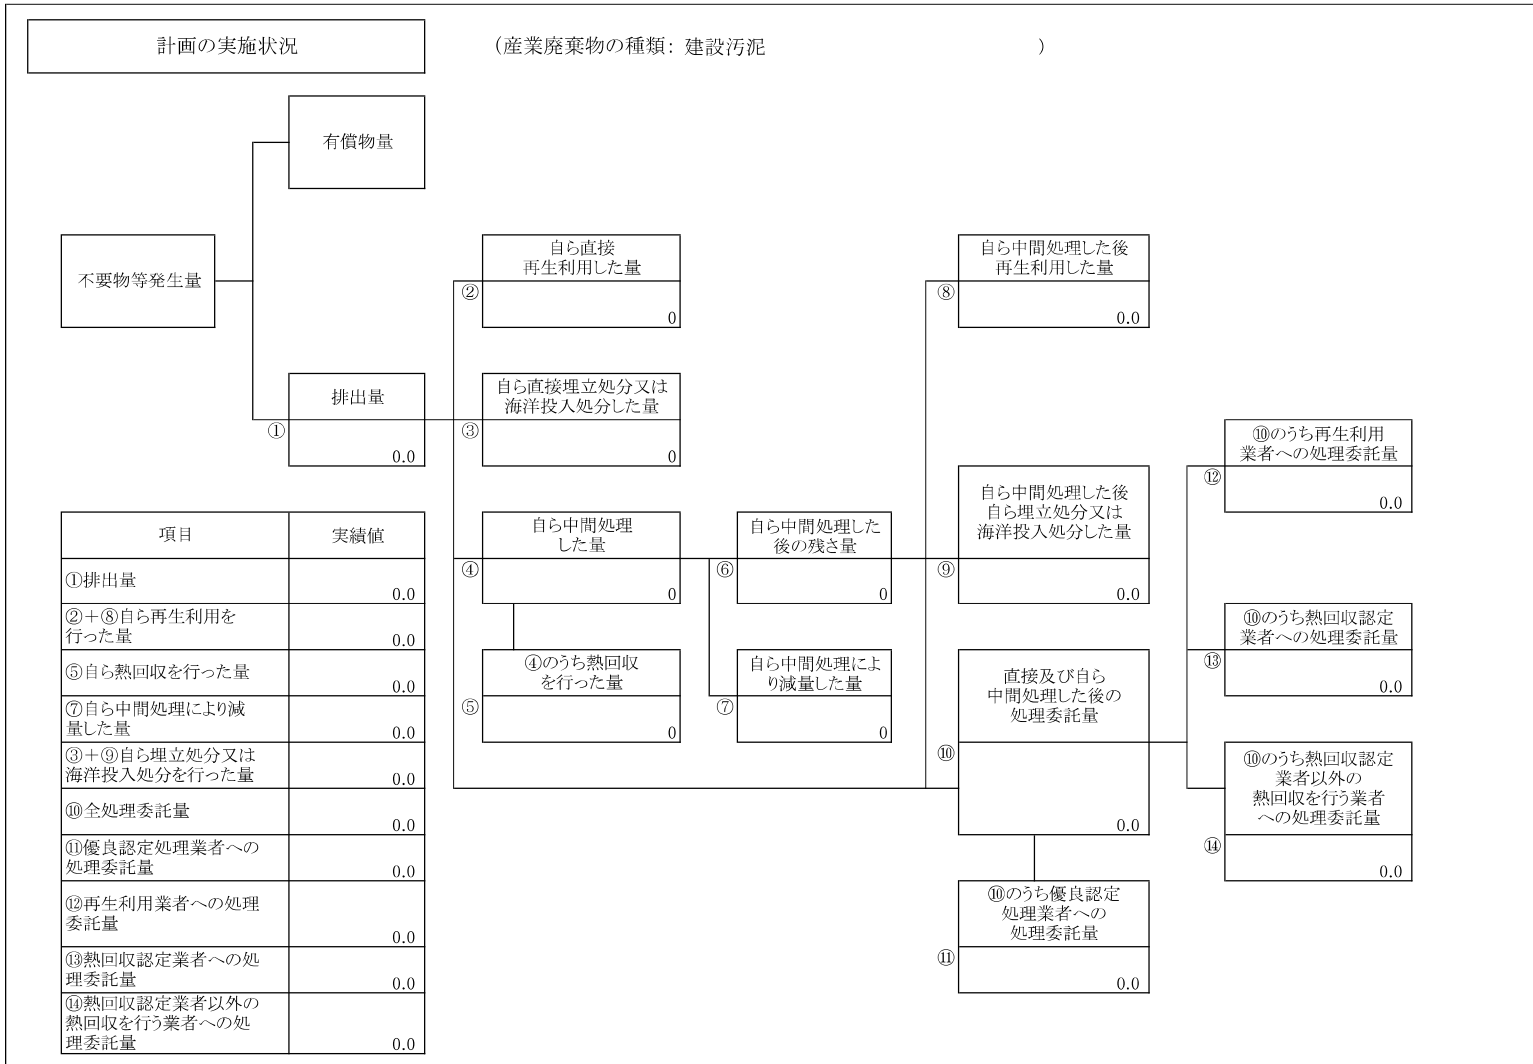 計画の実施状況
(産業廃棄物の種類: 建設汚泥 )
有償物量
不要物等発生量
排出量
①
0.0
自ら直接
再生利用した量
②
0
自ら直接埋立処分又は
海洋投入処分した量
③
0
自ら中間処理
した量
④
0
④のうち熱回収
を行った量
⑤
0
自ら中間処理した
後の残さ量
⑥
0
自ら中間処理によ
り減量した量
⑦
0
自ら中間処理した後
再生利用した量
⑧
0.0
自ら中間処理した後
自ら埋立処分又は
海洋投入処分した量
⑨
0.0
直接及び自ら
中間処理した後の
処理委託量
⑩
0.0
⑩のうち優良認定
処理業者への
処理委託量
⑪
0.0
⑩のうち再生利用
業者への処理委託量
⑫
0.0
⑩のうち熱回収認定
業者への処理委託量
⑬
0.0
⑩のうち熱回収認定
業者以外の
熱回収を行う業者
への処理委託量
⑭
0.0
項目 実績値
①排出量
0.0
②+⑧自ら再生利用を
行った量
0.0
⑤自ら熱回収を行った量
0.0
⑦自ら中間処理により減
量した量
0.0
③+⑨自ら埋立処分又は
海洋投入処分を行った量
0.0
⑩全処理委託量
0.0
⑪優良認定処理業者への
処理委託量
0.0
⑫再生利用業者への処理
委託量
0.0
⑬熱回収認定業者への処
理委託量
0.0
⑭熱回収認定業者以外の
熱回収を行う業者への処
理委託量
0.0